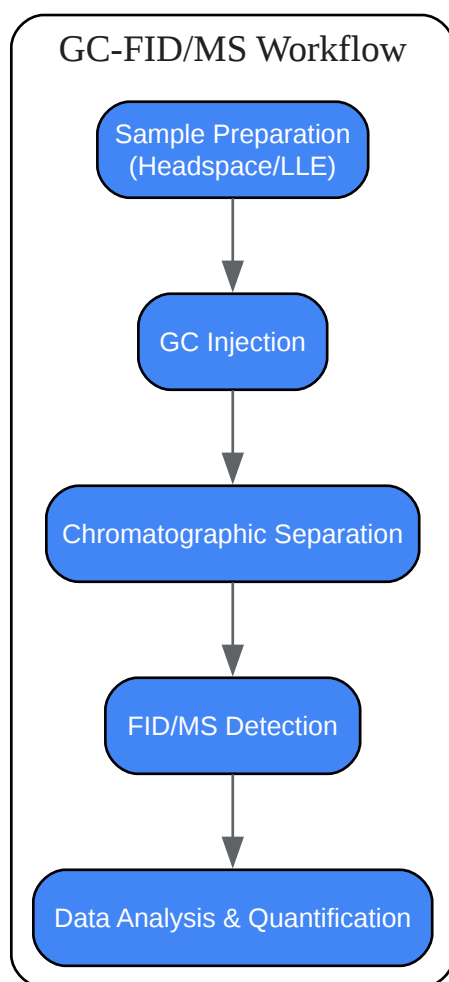 GC-FID/MS Workflow
Sample Preparation
(Headspace/LLE)
GC Injection
Chromatographic Separation
FID/MS Detection
Data Analysis & Quantification